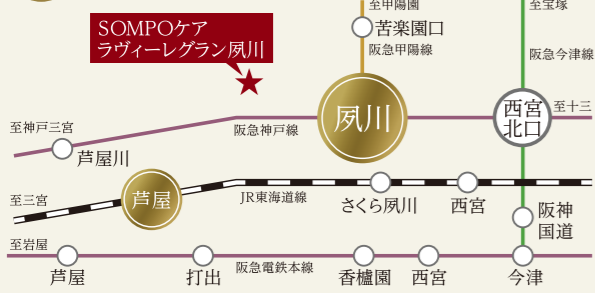 至甲陽園
至宝塚
SOMPOケア
ラヴィーレグラン夙川
苦楽園口
阪急甲陽線
阪急今津線
至神戸三宮
阪急神戸線
夙川
西宮
北口
至十三
芦屋川
至三宮
芦屋
JR東海道線
さくら夙川
西宮
阪神
国道
至岩屋
芦屋
打出
阪急電鉄本線
香櫨園
西宮
今津